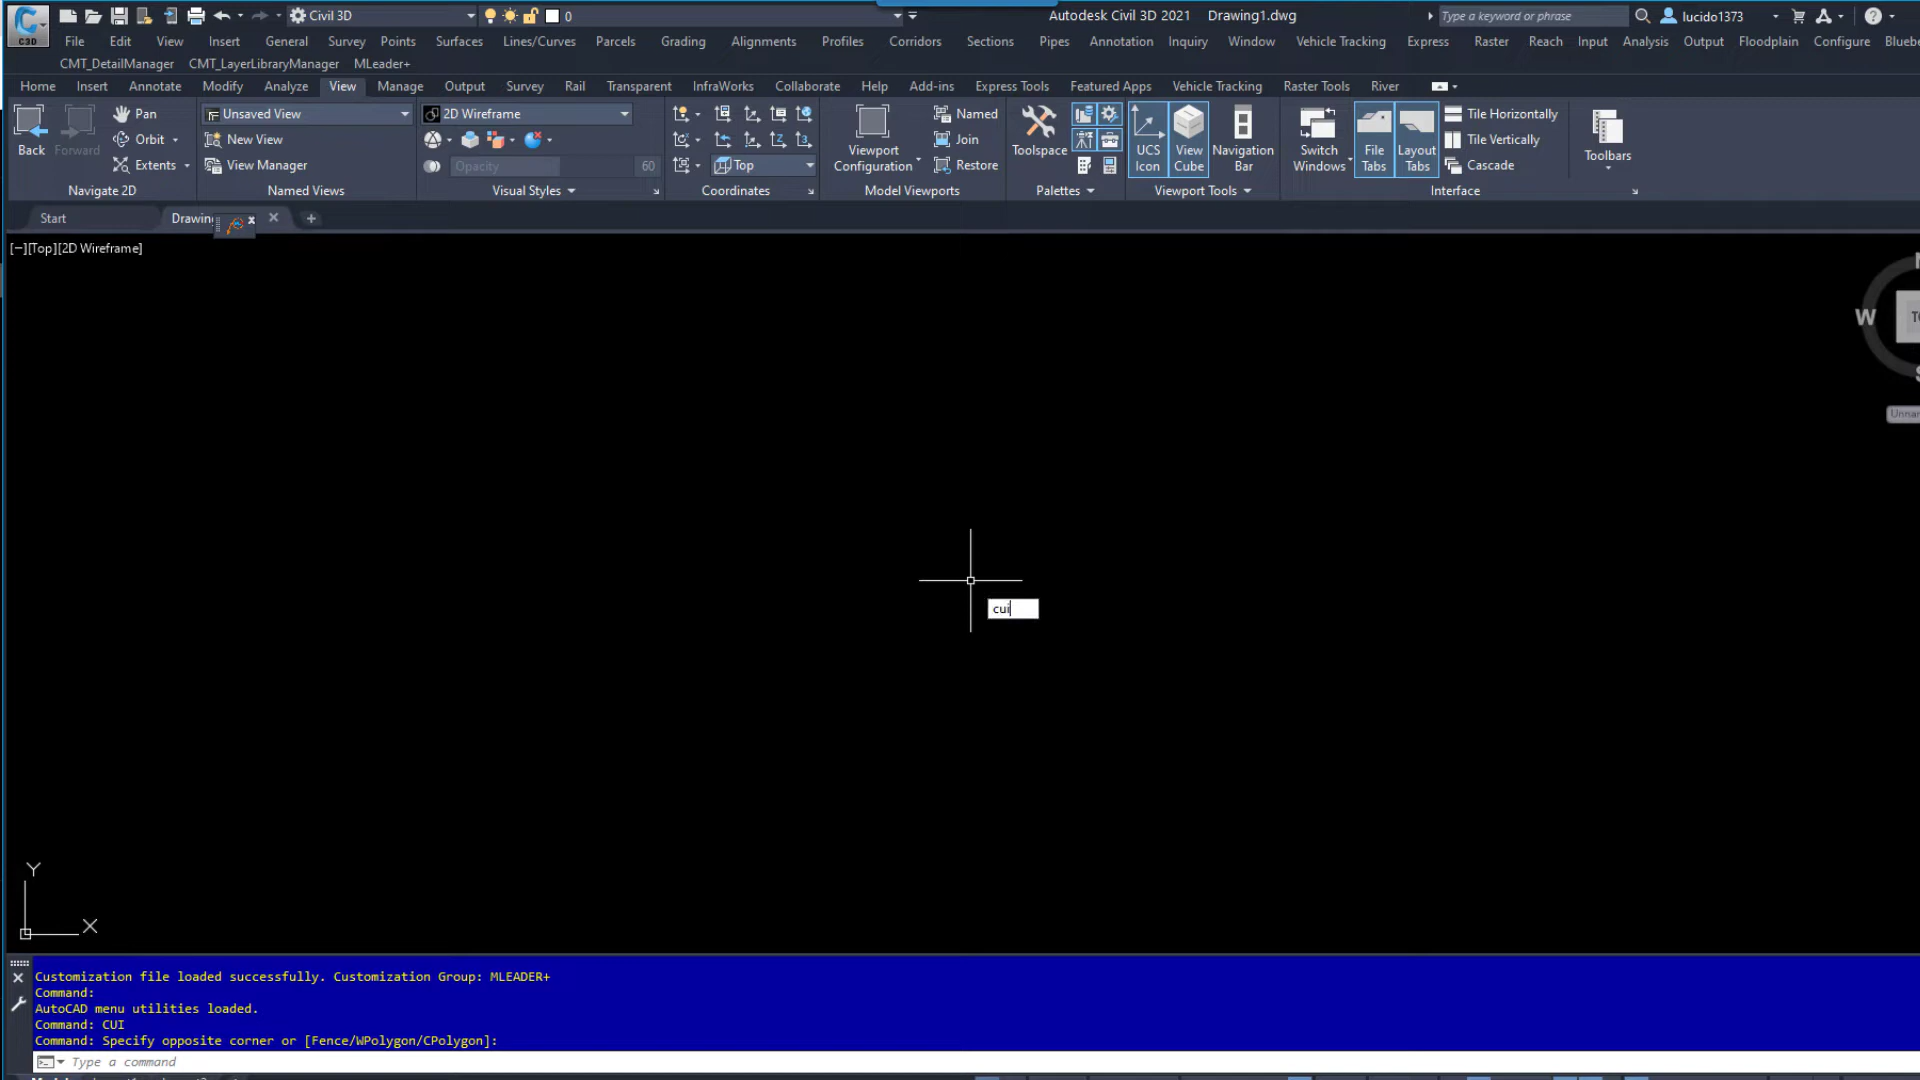 Civil 3D 0 Autodesk Civil 3D 2021 Drawing1.dwg Type a keyword or phrase lucido1373
C3D File Edit View Insert General Survey Points Surfaces Lines/Curves Parcels Grading Alignments Profiles Corridors Sections Pipes Annotation Inquiry Window Vehicle Tracking Express Raster Reach Input Analysis Output Floodplain Configure Bluebe
CMT_DetailManager CMT_LayerLibraryManager MLeader+
Home Insert Annotate Modify Analyze View Manage Output Survey Rail Transparent InfraWorks Collaborate Help Add-ins Express Tools Featured Apps Vehicle Tracking Raster Tools River
Pan Unsaved View 2D Wireframe Named Tile Horizontally
Orbit New View Join Tile Vertically
Back Forward Viewport Toolspace UCS View Navigation Switch File Layout Toolbars
Extents View Manager Opacity 60 Top Configuration Restore Icon Cube Bar Windows Tabs Tabs Cascade
Navigate 2D Named Views Visual Styles Coordinates Model Viewports Palettes Viewport Tools Interface
Start Drawin
[−][Top][2D Wireframe]
W
cui
Y
X
Customization file loaded successfully. Customization Group: MLEADER+
Command:
AutoCAD menu utilities loaded.
Command: CUI
Command: Specify opposite corner or [Fence/WPolygon/CPolygon]:
Type a command